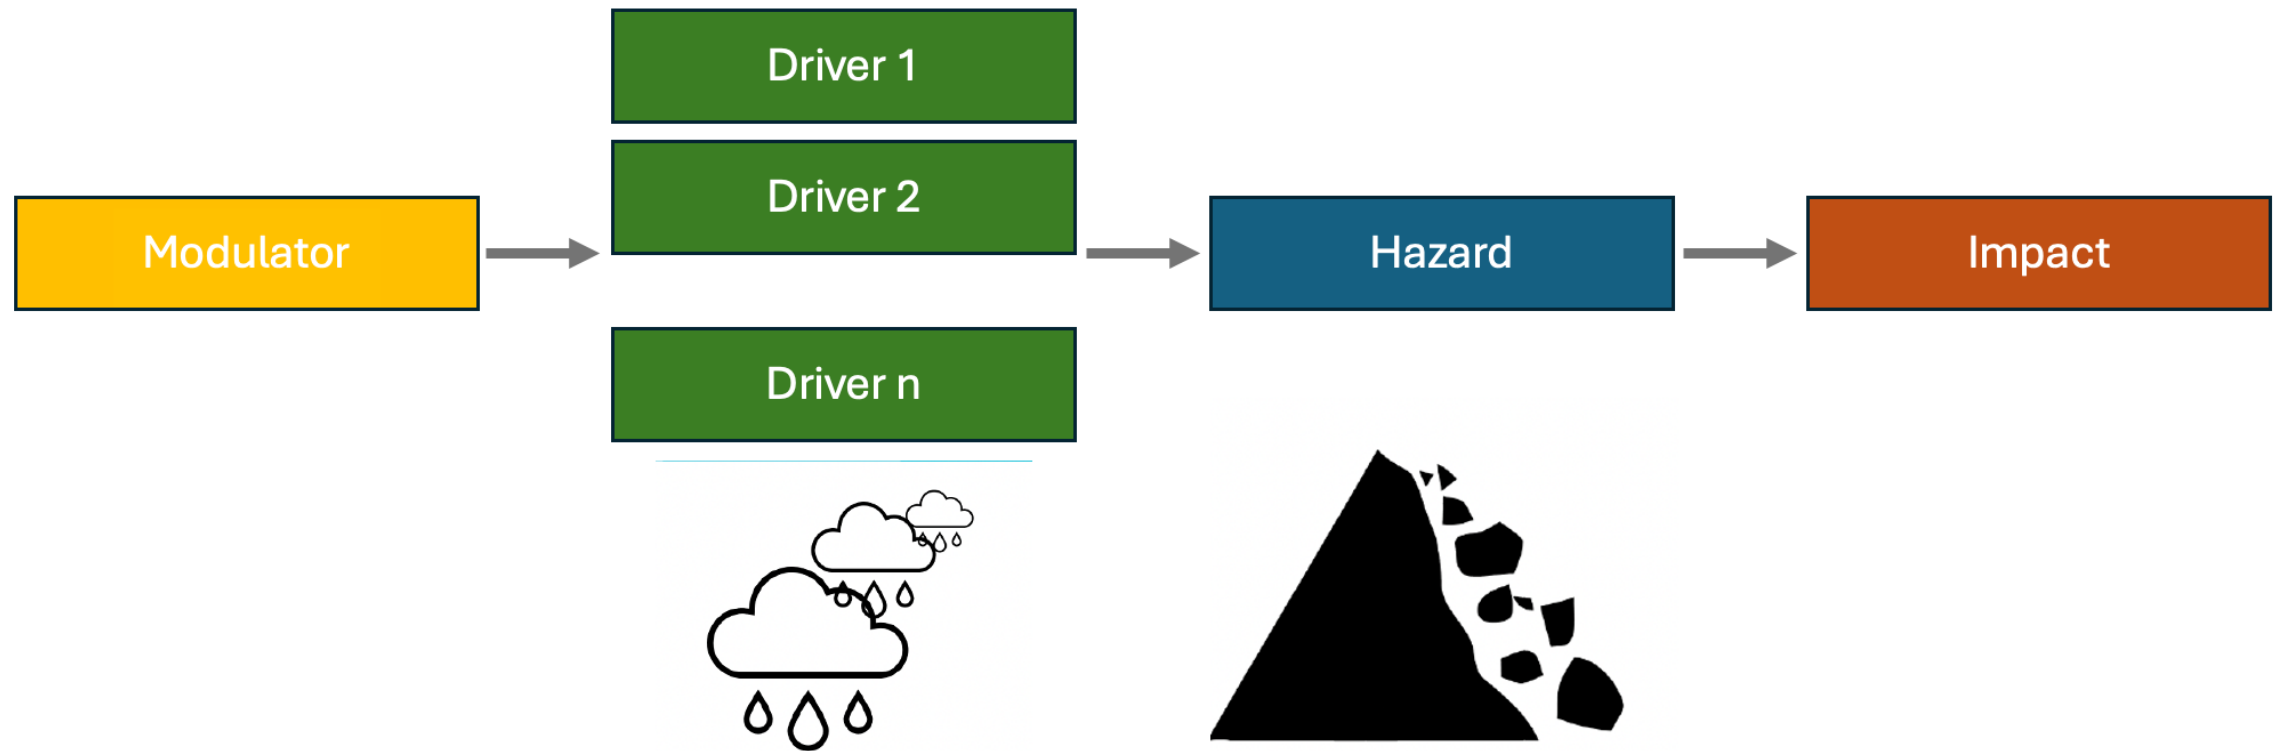 Driver 1
Driver 2
Modulator
Hazard
Impact
Driver n